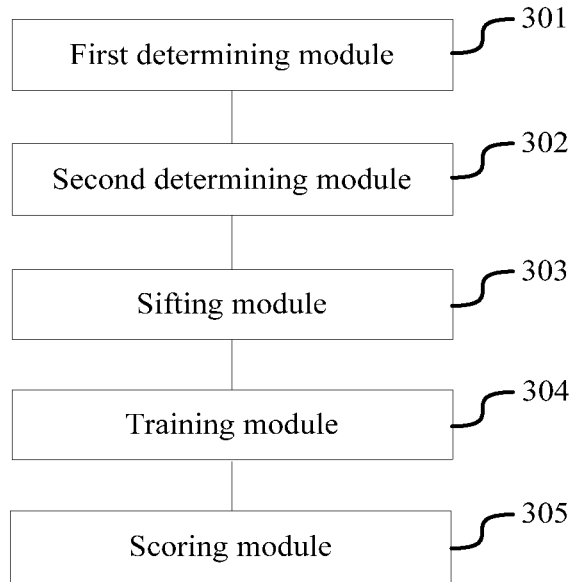 301
First determining module
302
Second determining module
303
Sifting module
304
Training module
305
Scoring module